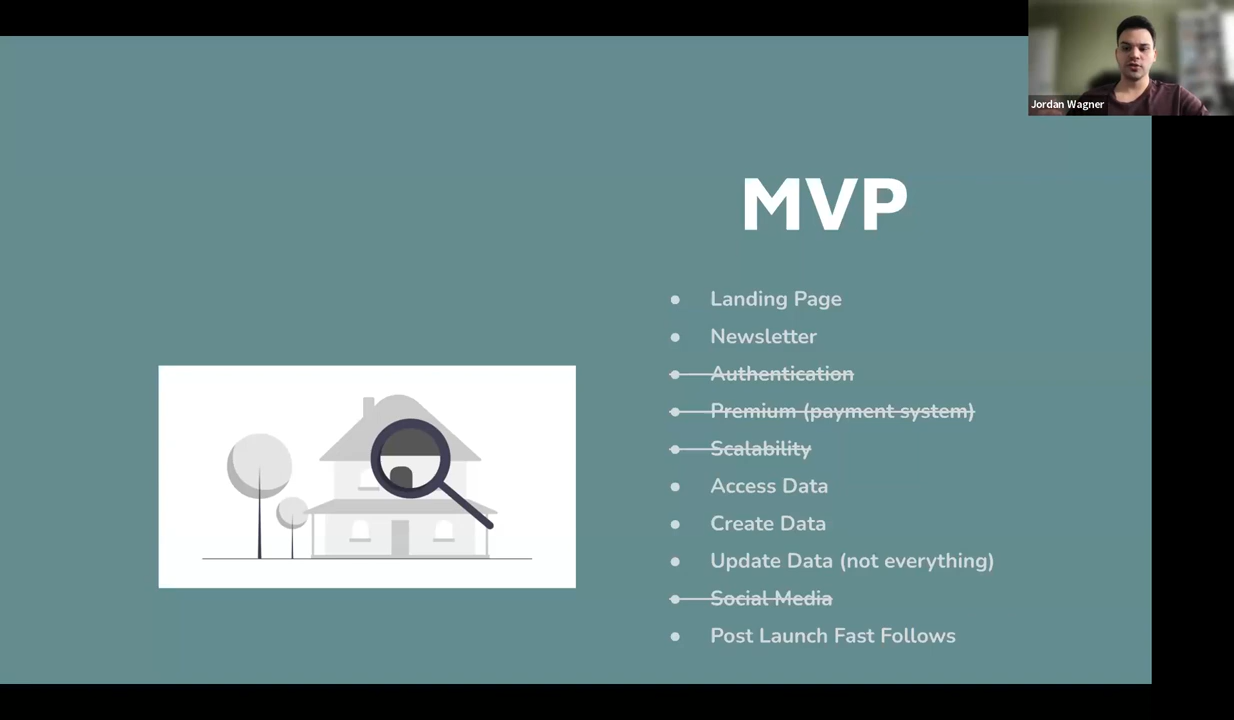 Jordan Wagner
MVP
● Landing Page
● Newsletter
● Authentication
● Premium (payment system)
● Scalability
● Access Data
● Create Data
● Update Data (not everything)
● Social Media
● Post Launch Fast Follows